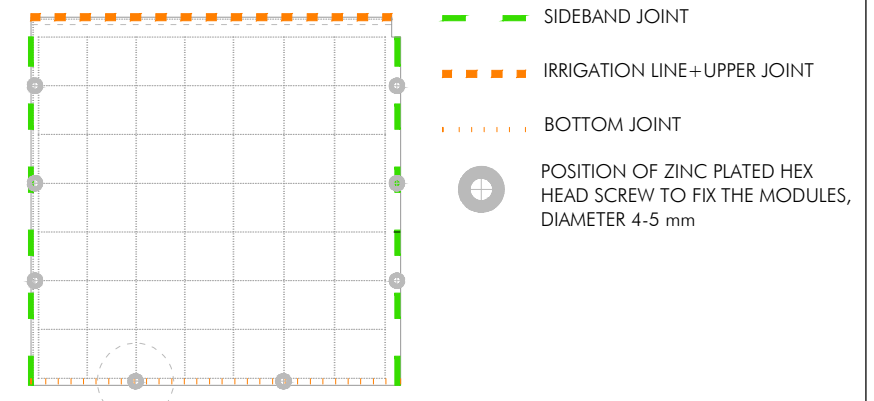 SIDEBAND JOINT
IRRIGATION LINE+UPPER JOINT
BOTTOM JOINT
POSITION OF ZINC PLATED HEX
HEAD SCREW TO FIX THE MODULES,
DIAMETER 4-5 mm